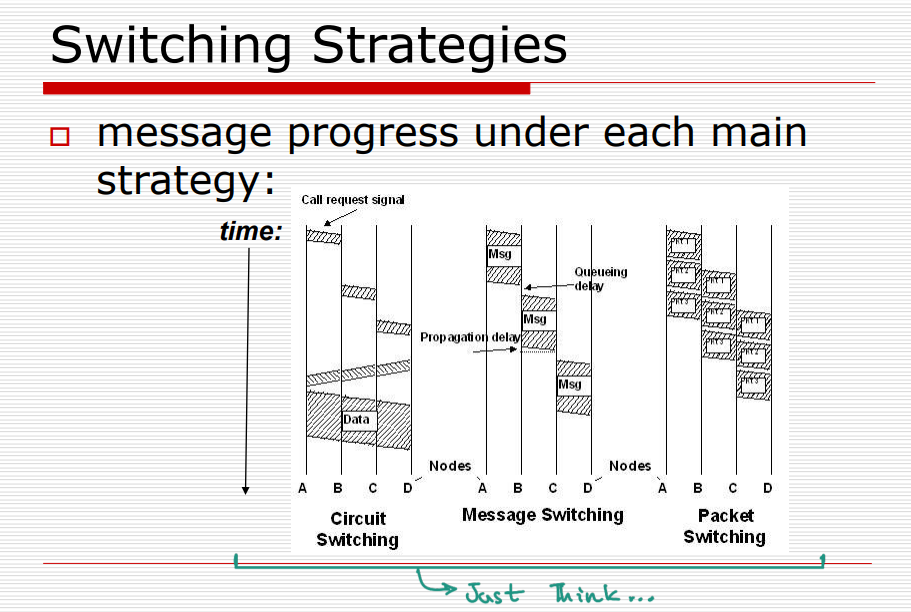 Switching Strategies
message progress under each main
strategy:
Call request signal
time:
Data
A B C D
Circuit
Switching
Msg
Queueing
delay
Msg
Propagation delay
Msg
Nodes
A B C D
Message Switching
PKT 1
PKT 2
PKT 1
PKT 3
PKT 2
PKT 1
PKT 3
PKT 2
PKT 3
Nodes
A B C D
Packet
Switching
Just Think...